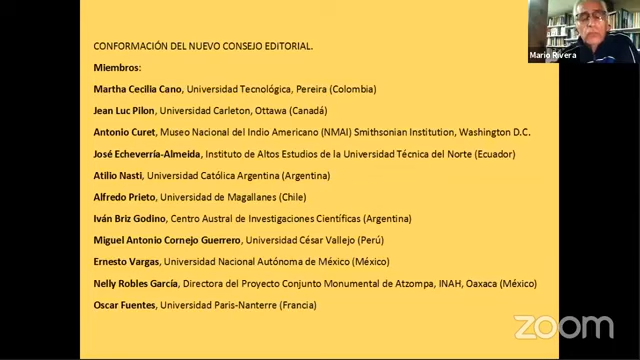 CONFORMACIÓN DEL NUEVO CONSEJO EDITORIAL.
Miembros:
Martha Cecilia Cano, Universidad Tecnológica, Pereira (Colombia)
Jean Luc Pilon, Universidad Carleton, Ottawa (Canadá)
Antonio Curet, Museo Nacional del Indio Americano (NMAI) Smithsonian Institution, Washington D.C.
José Echeverría-Almeida, Instituto de Altos Estudios de la Universidad Técnica del Norte (Ecuador)
Atilio Nasti, Universidad Católica Argentina (Argentina)
Alfredo Prieto, Universidad de Magallanes (Chile)
Iván Briz Godino, Centro Austral de Investigaciones Científicas (Argentina)
Miguel Antonio Cornejo Guerrero, Universidad César Vallejo (Perú)
Ernesto Vargas, Universidad Nacional Autónoma de México (México)
Nelly Robles García, Directora del Proyecto Conjunto Monumental de Atzompa, INAH, Oaxaca (México)
Oscar Fuentes, Universidad Paris-Nanterre (Francia)
Mario Rivera
zoom